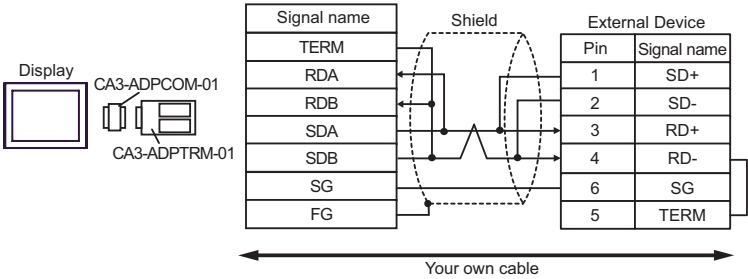 Display
CA3-ADPCOM-01
CA3-ADPTRM-01
Signal name
TERM
RDA
RDB
SDA
SDB
SG
FG
Shield
External Device
Pin Signal name
1 SD+
2 SD-
3 RD+
4 RD-
6 SG
5 TERM
Your own cable